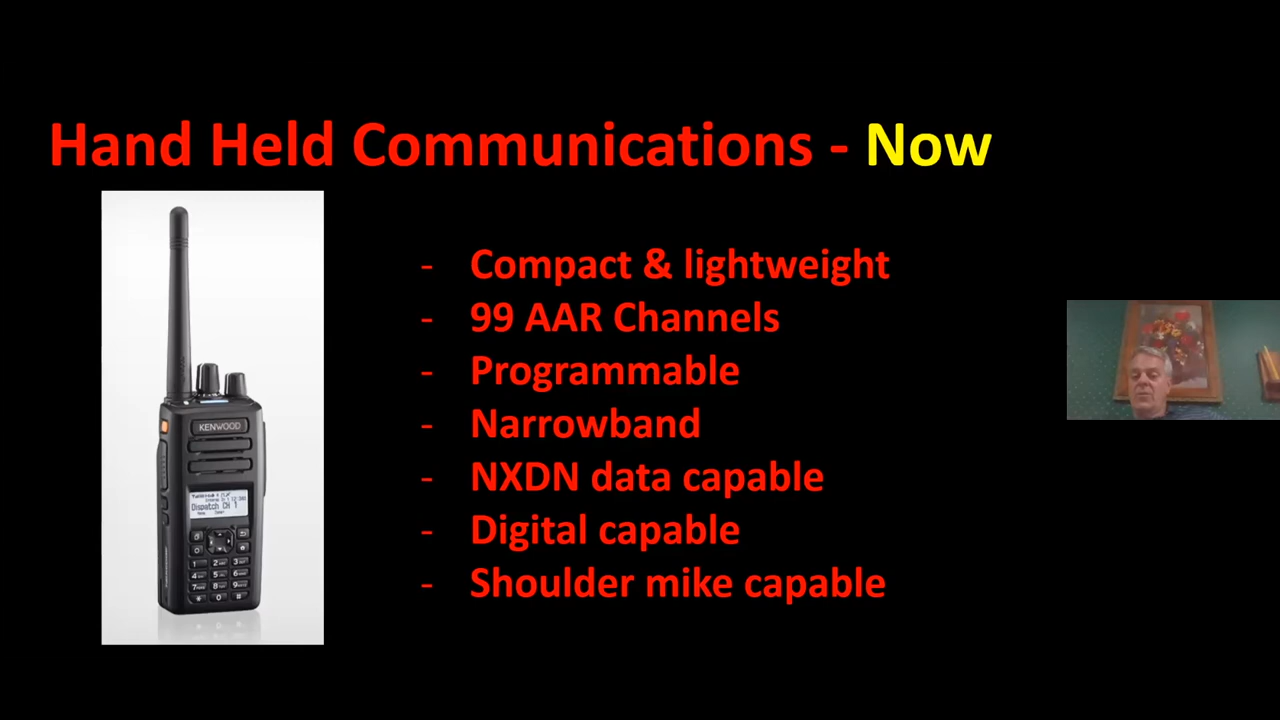 Hand Held Communications - Now
- Compact & lightweight
- 99 AAR Channels
- Programmable
- Narrowband
- NXDN data capable
- Digital capable
- Shoulder mike capable
KENWOOD
Dispatch CH 1